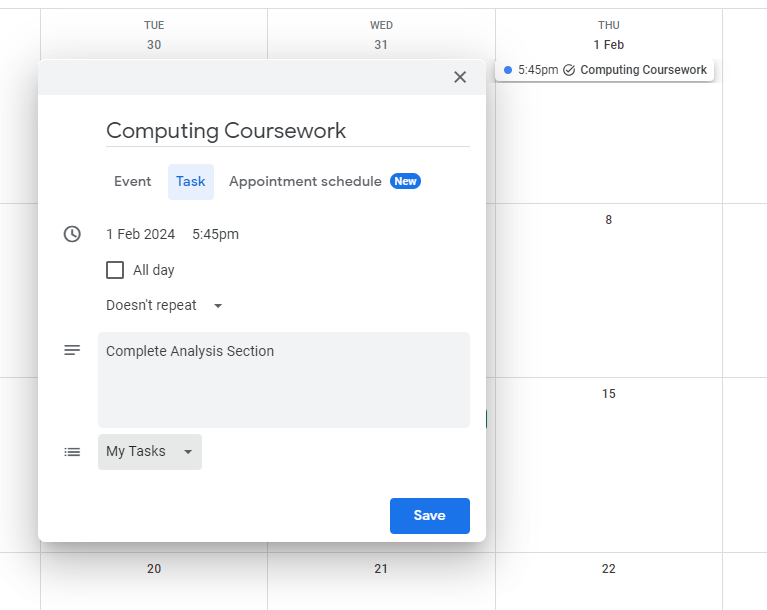 TUE
WED
THU
30
31
1 Feb
5:45pm Computing Coursework
Computing Coursework
Event Task Appointment schedule New
1 Feb 2024 5:45pm
All day
Doesn't repeat
Complete Analysis Section
My Tasks
Save
8
15
20
21
22